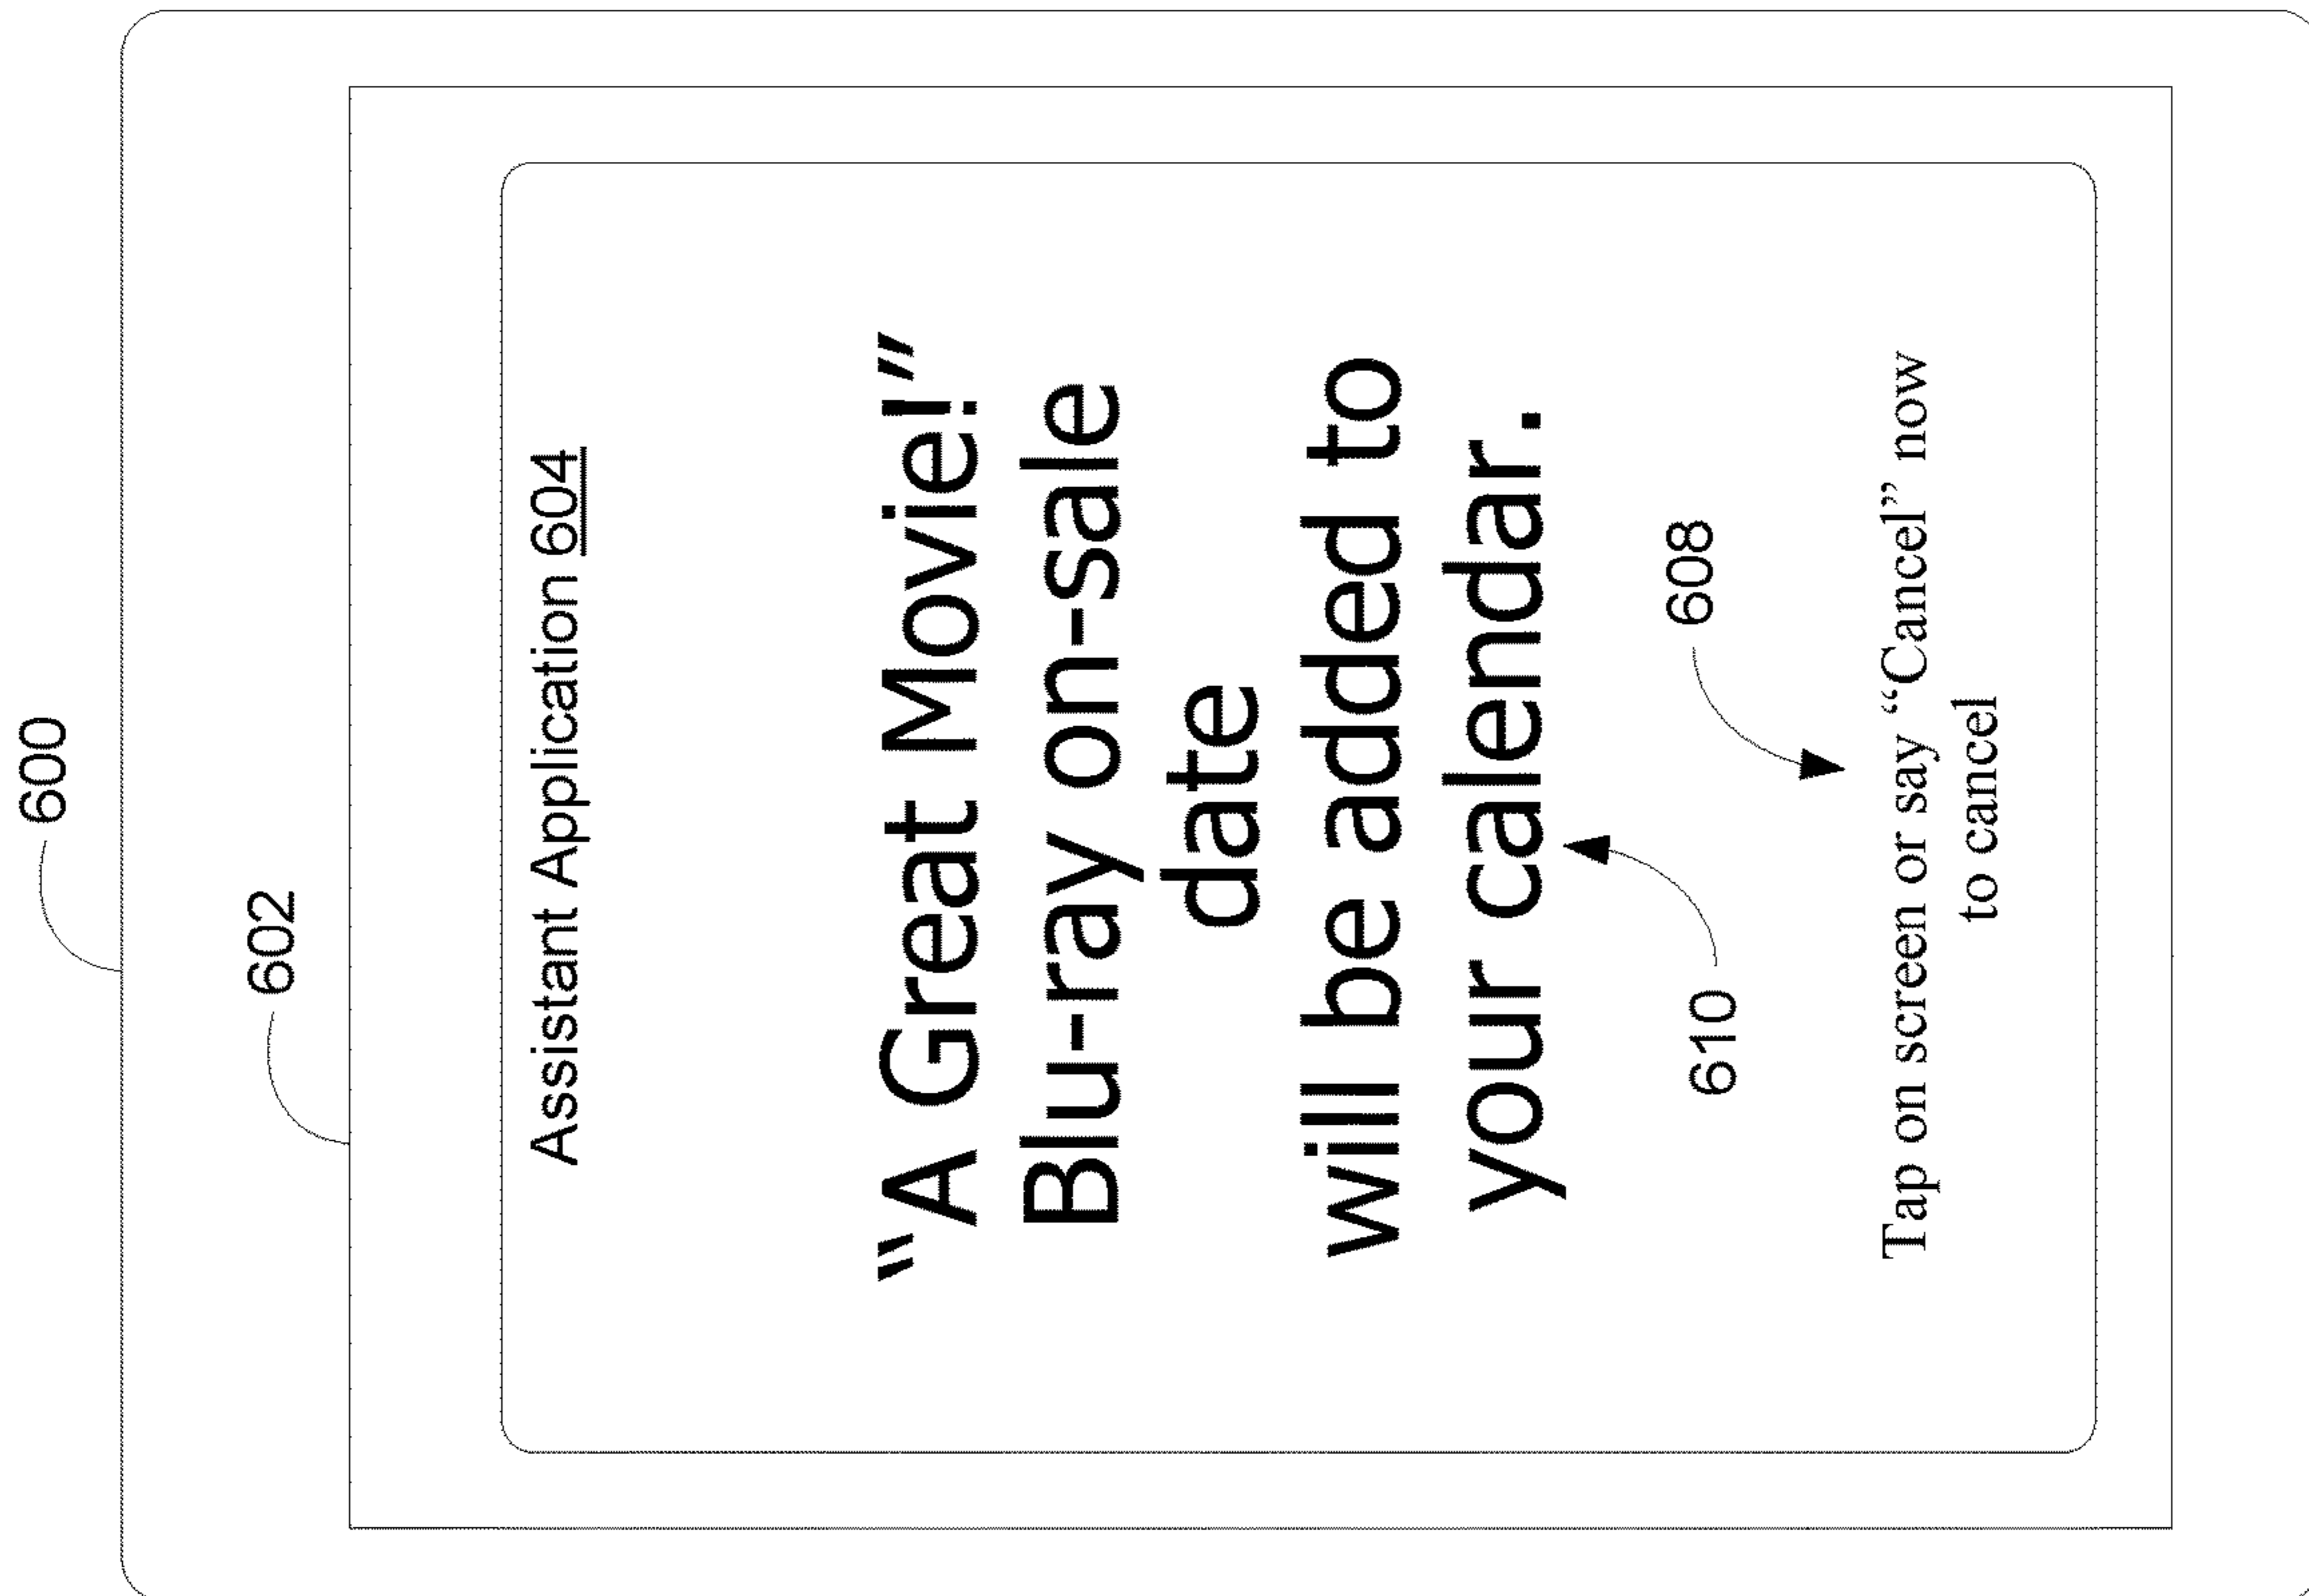 600
602
Assistant Application 604
"A Great Movie!"
Blu-ray on-sale
date
will be added to
your calendar.
610
608
Tap on screen or say “Cancel” now
to cancel